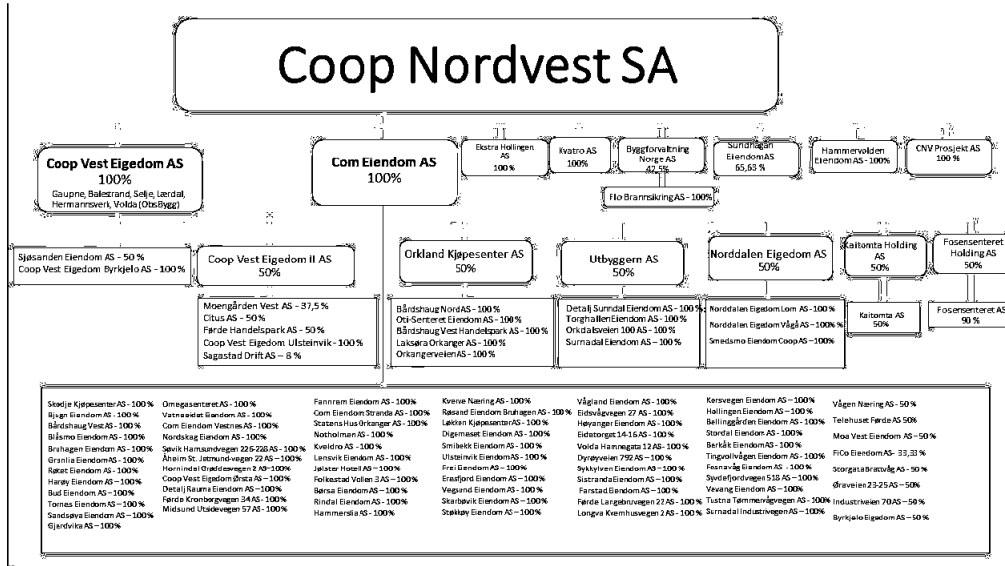 Coop Nordvest SA
Coop Vest Eigedom AS
100%
Gaupne, Balestrand, Selje, Lærdal,
Hermannsverk, Volda (ObsBygg)
Com Eiendom AS
100%
Ekstra Hollingen
AS
100 %
Kvatro AS
100%
Byggforvaltning
Norge AS
42,5%
Sundhagan
Eiendom AS
65,63 %
Hammervolden
Eiendom AS - 100%
CNV Prosjekt AS
100 %
Flo Brannsikring AS - 100%
Sjøsanden Eiendom AS - 50 %
Coop Vest Eigedom Byrkjelo AS - 100%
Coop Vest Eigedom II AS
50%
Orkland Kjøpesenter AS
50%
Utbyggern AS
50%
Norddalen Eigedom AS
50%
Kaitomta Holding
AS
50%
Fosensenteret
Holding AS
50%
Moengården Vest AS - 37,5 %
Citus AS - 50 %
Førde Handelspark AS - 50 %
Coop Vest Eigedom Ulsteinvik - 100 %
Sagastad Drift AS – 8 %
Bårdshaug Nord AS - 100 %
Oti-Senteret Eiendom AS - 100%
Bårdshaug Vest Handelspark AS - 100%
Laksøra Orkanger AS - 100%
Orkangerveien AS - 100%
Detalj Sunndal Eiendom AS - 100 %
Torghallen Eiendom AS - 100%
Orkdalsveien 100 AS - 100%
Surnadal Eiendom AS – 100%
Norddalen Eigedom Lom AS - 100%
Norddalen Eigedom Vågå AS – 100%
Smedsmo Eiendom Coop AS – 100%
Kaitomta AS
50%
Fosensenteret AS
90 %
Skodje Kjøpesenter AS - 100 %
Bjugn Eiendom AS - 100 %
Bårdshaug Vest AS - 100%
Blåsmo Eiendom AS - 100%
Bruhagen Eiendom AS - 100%
Granlia Eiendom AS - 100%
Røket Eiendom AS - 100%
Harøy Eiendom AS - 100%
Bud Eiendom AS - 100%
Tornes Eiendom AS - 100%
Sandsøya Eiendom AS - 100%
Gjørdvika AS – 100%
Omegasenteret AS - 100%
Vatneeidet Eiendom AS - 100%
Com Eiendom Vestnes AS - 100%
Nordskag Eiendom AS - 100%
Søvik Hamsundvegen 226-228 AS – 100%
Åheim St. Jetmundvegen 22 AS – 100%
Hornindal Grøddesvegen 2 AS – 100%
Coop Vest Eigedom Ørsta AS – 100%
Detalj Rauma Eiendom AS – 100%
Førde Kronborgvegen 34 AS – 100%
Midsund Utsidevegen 57 AS – 100%
Fannrem Eiendom AS - 100%
Com Eiendom Stranda AS - 100%
Statens Hus Orkanger AS - 100%
Notholmen AS - 100%
Kveldro AS - 100%
Lensvik Eiendom AS - 100%
Jølster Hotell AS - 100%
Folkestad Vollen 3 AS – 100%
Børsa Eiendom AS – 100%
Rindal Eiendom AS – 100%
Hammerslia AS – 100%
Kverve Næring AS – 100%
Røsand Eiendom Bruhagen AS – 100%
Løkken Kjøpesenter AS - 100%
Digemeset Eiendom AS - 100%
Smibekk Eiendom AS - 100%
Ulsteinvik Eiendom AS – 100%
Frei Eiendom AS – 100%
Eresfjord Eiendom AS – 100%
Vegsund Eiendom AS – 100%
Skarbøvik Eiendom AS – 100%
Støkkøy Eiendom AS – 100%
Vågland Eiendom AS – 100%
Eidsvågvegen 27 AS - 100%
Høyanger Eiendom AS – 100%
Eidetorget 14-16 AS – 100%
Volda Hamnegata 12 AS – 100%
Dyrøyveien 792 AS – 100%
Sykkylven Eiendom AS – 100%
Sistranda Eiendom AS – 100%
Farstad Eiendom AS – 100%
Førde Langebruvegen 22 AS – 100%
Longva Kvernhusvegen 2 AS – 100%
Korsvegen Eiendom AS – 100%
Hollingen Eiendom AS – 100%
Bellinggården Eiendom AS – 100%
Stordal Eiendom AS – 100%
Berkåk Eiendom AS – 100%
Tingvollvågen Eiendom AS – 100%
Fosnavåg Eiendom AS – 100%
Syvdefjordvegen 518 AS – 100%
Vevang Eiendom AS – 100%
Tustna Tømmervågvegen AS – 100%
Surnadal Industrivegen AS – 100%
Vågen Næring AS - 50 %
Telehuset Førde AS 50%
Moa Vest Eiendom AS – 50 %
FiCo Eiendom AS - 33,33 %
Storgata Brattvåg AS - 50 %
Øraveien 23-25 AS – 50%
Industriveien 70 AS – 50 %
Byrkjelo Eigedom AS – 50 %